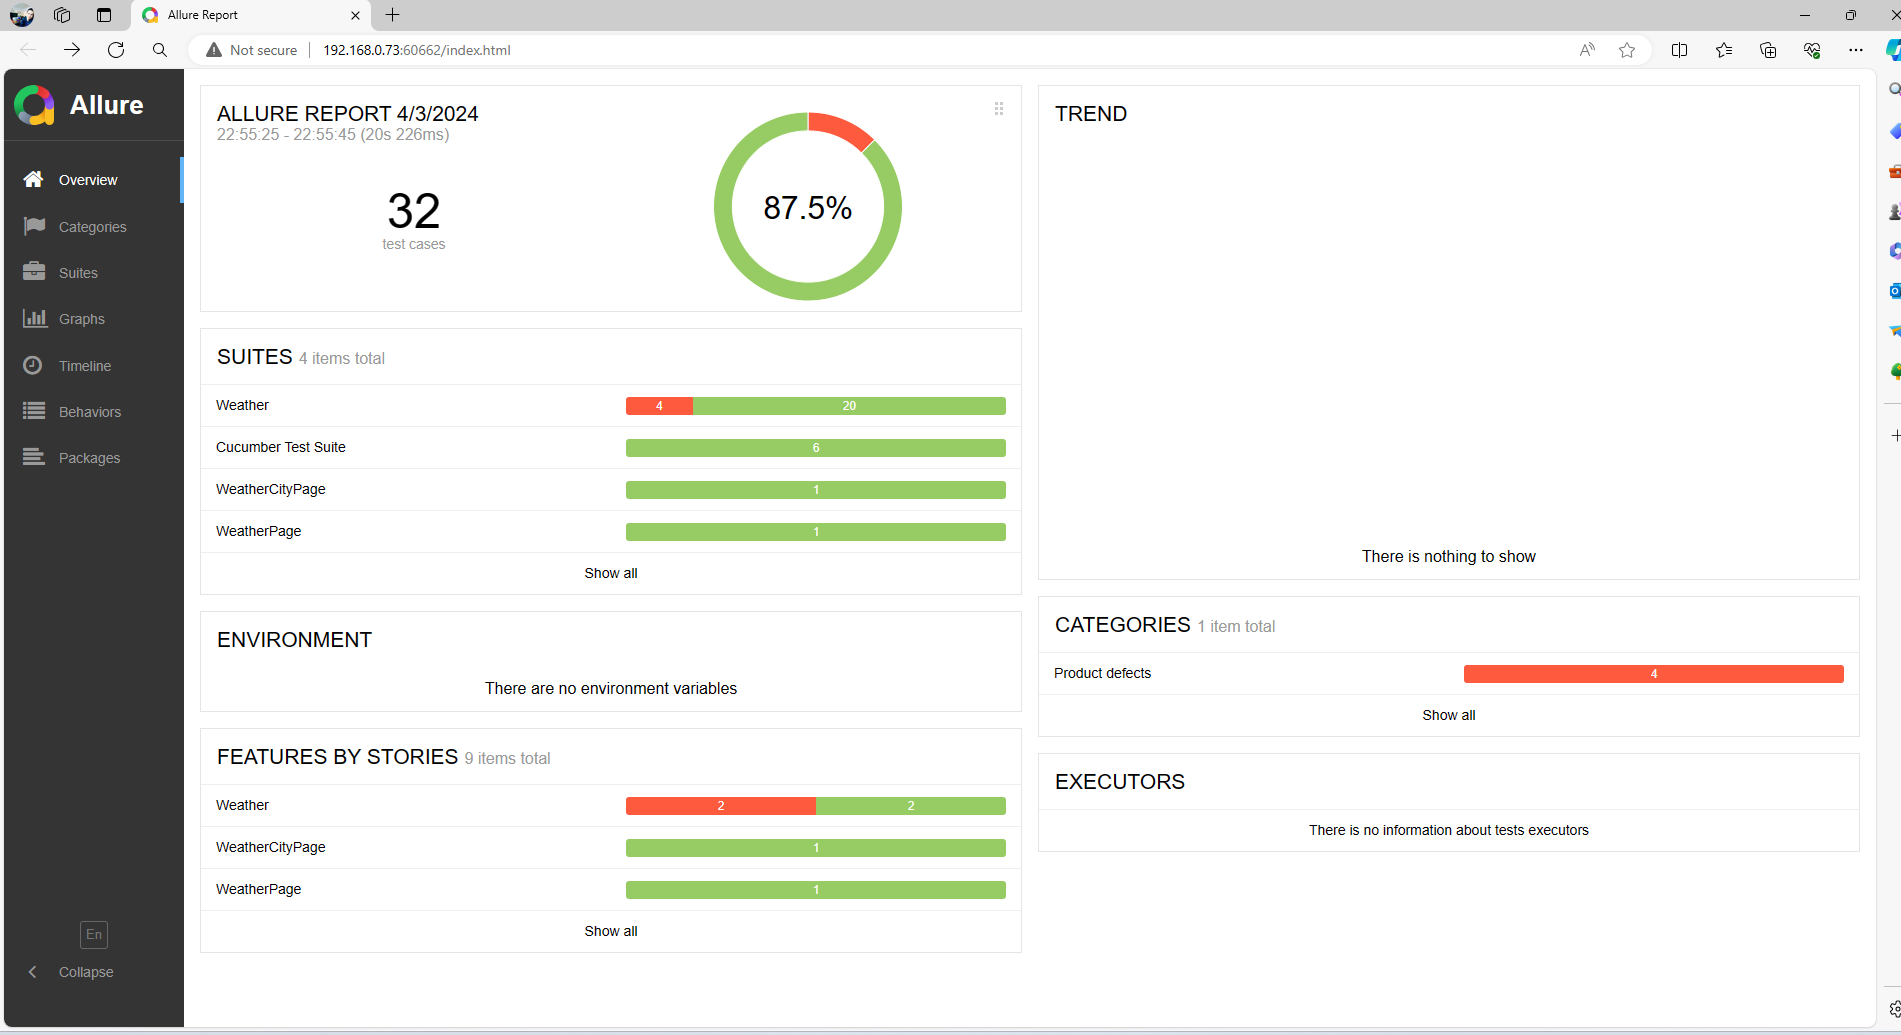 Allure Report
Not secure
192.168.0.73:60662/index.html
Allure
Overview
Categories
Suites
Graphs
Timeline
Behaviors
Packages
En
Collapse
ALLURE REPORT 4/3/2024
22:55:25 - 22:55:45 (20s 226ms)
32
test cases
87.5%
SUITES 4 items total
Weather 4 20
Cucumber Test Suite 6
WeatherCityPage 1
WeatherPage 1
Show all
ENVIRONMENT
There are no environment variables
FEATURES BY STORIES 9 items total
Weather 2 2
WeatherCityPage 1
WeatherPage 1
Show all
TREND
There is nothing to show
CATEGORIES 1 item total
Product defects 4
Show all
EXECUTORS
There is no information about tests executors